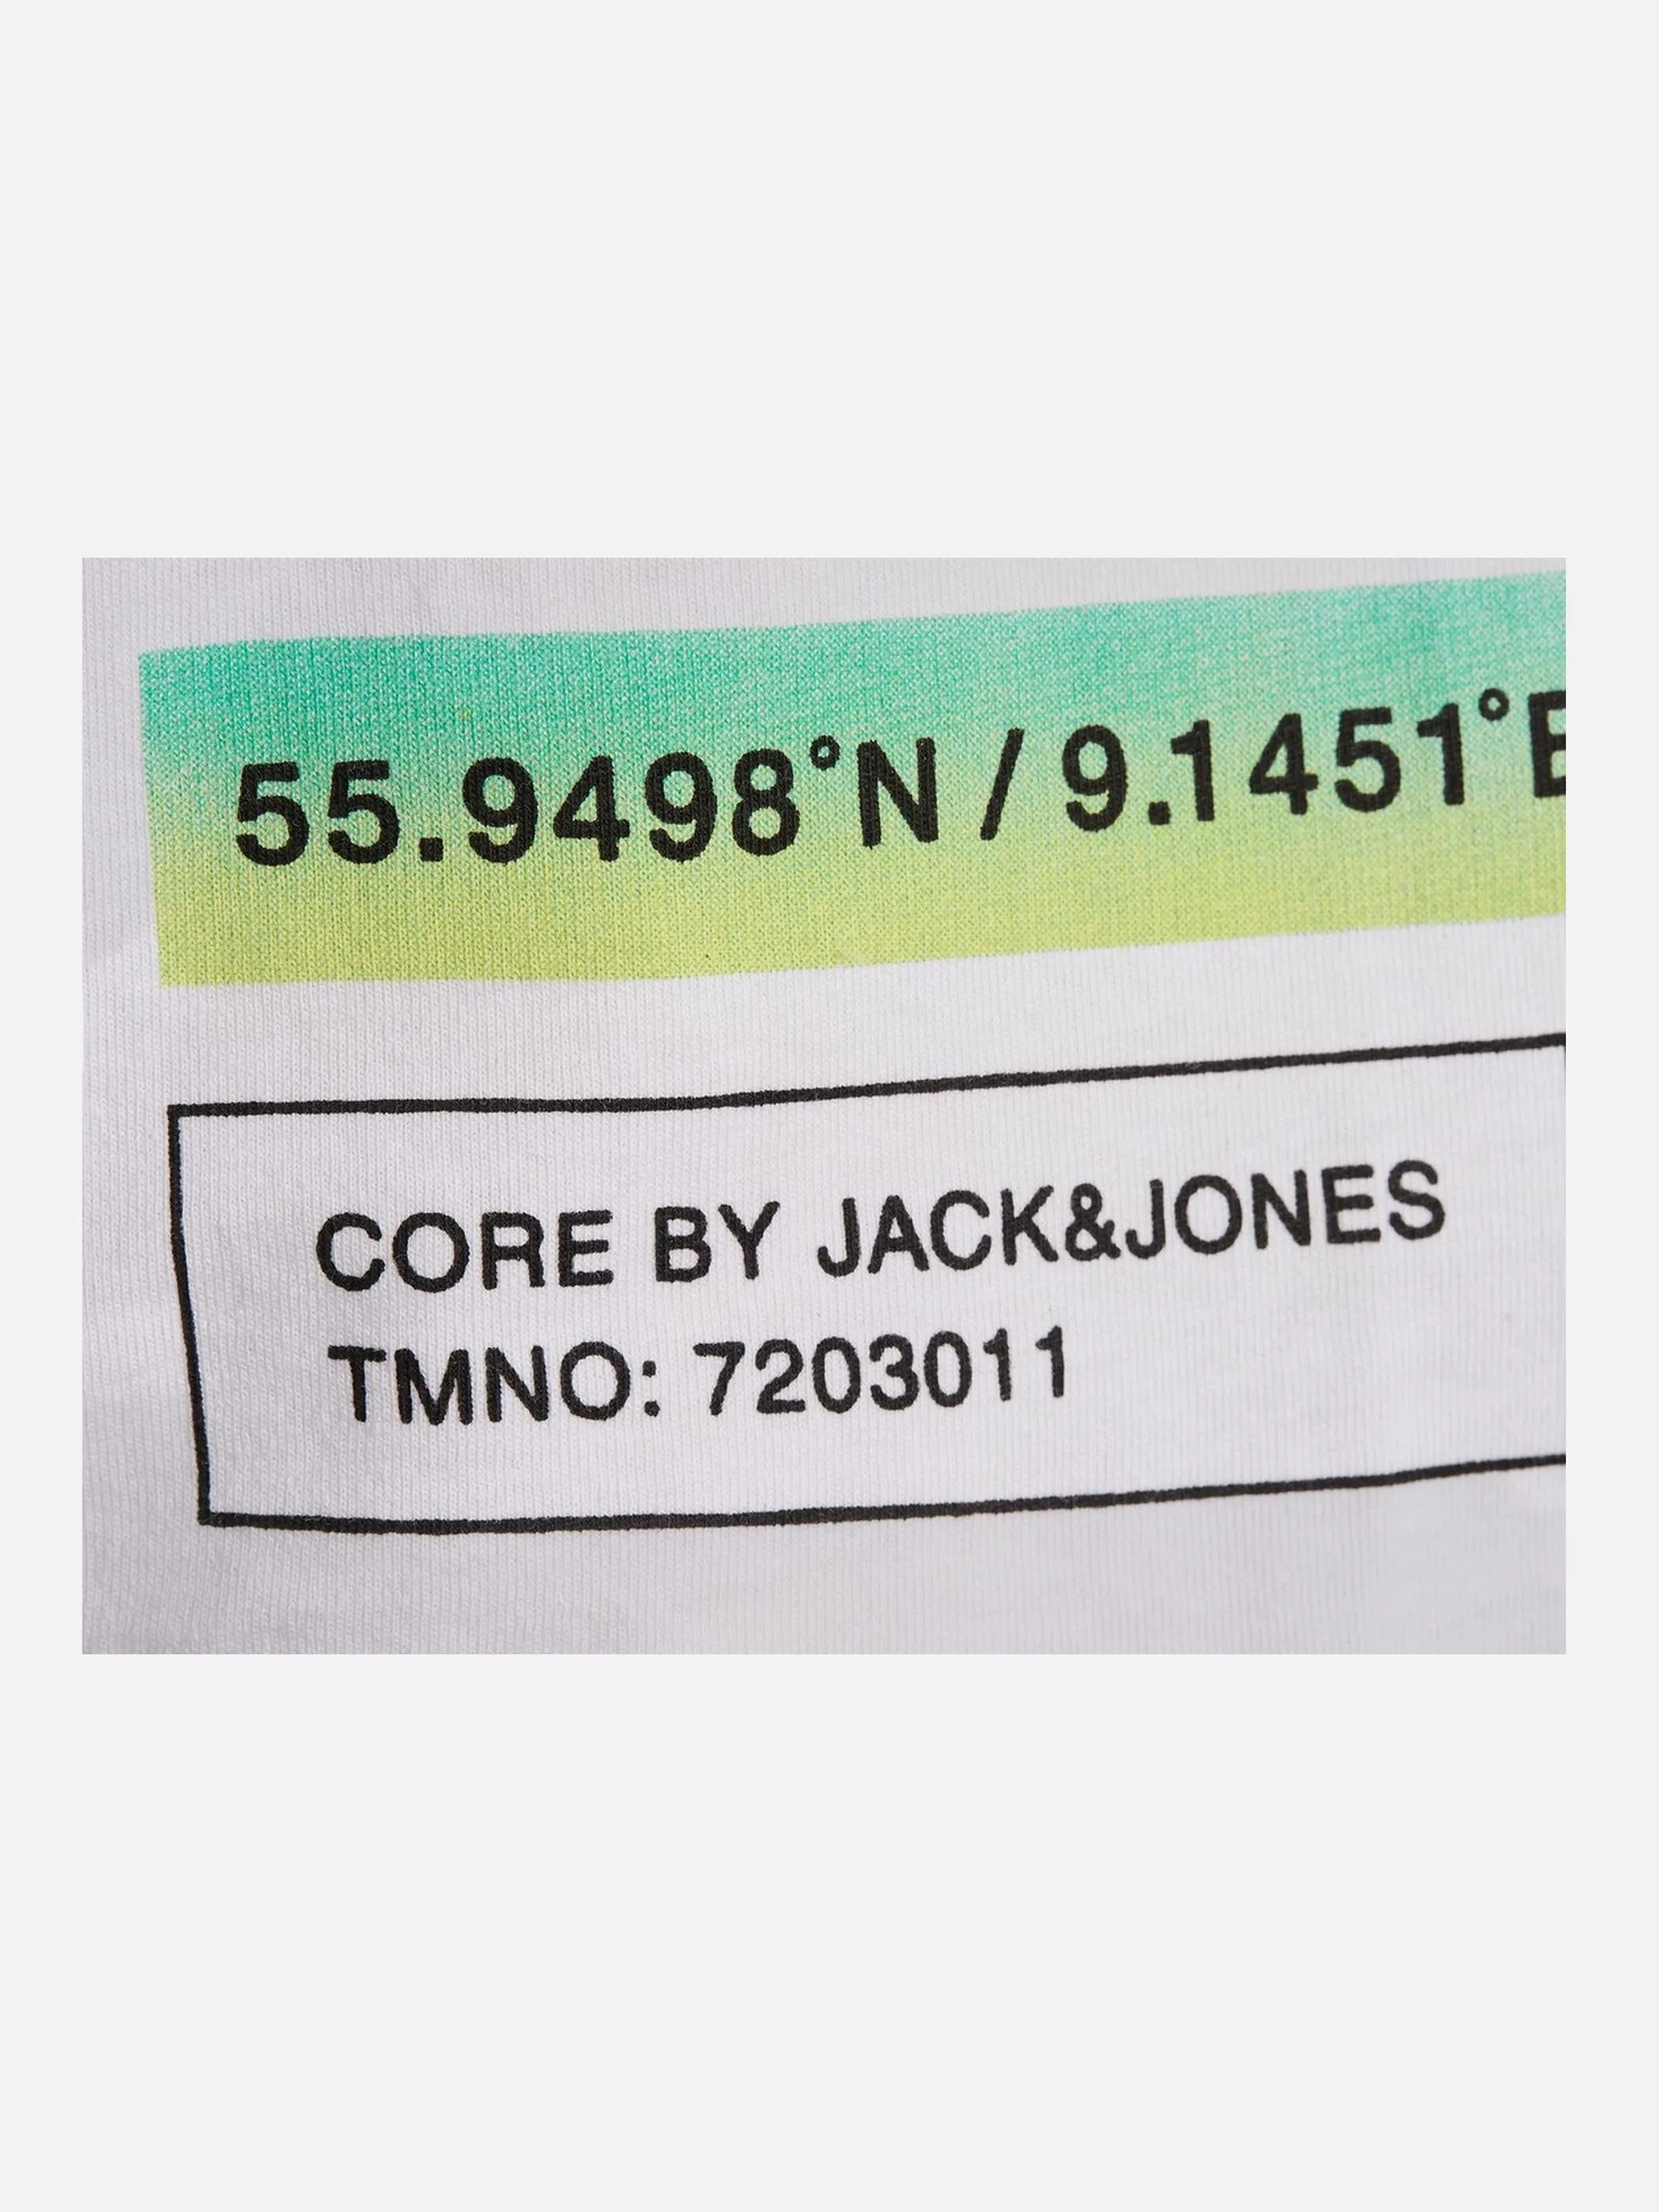 55.9498°N / 9.1451°E
CORE BY JACK&JONES
TMNO: 7203011